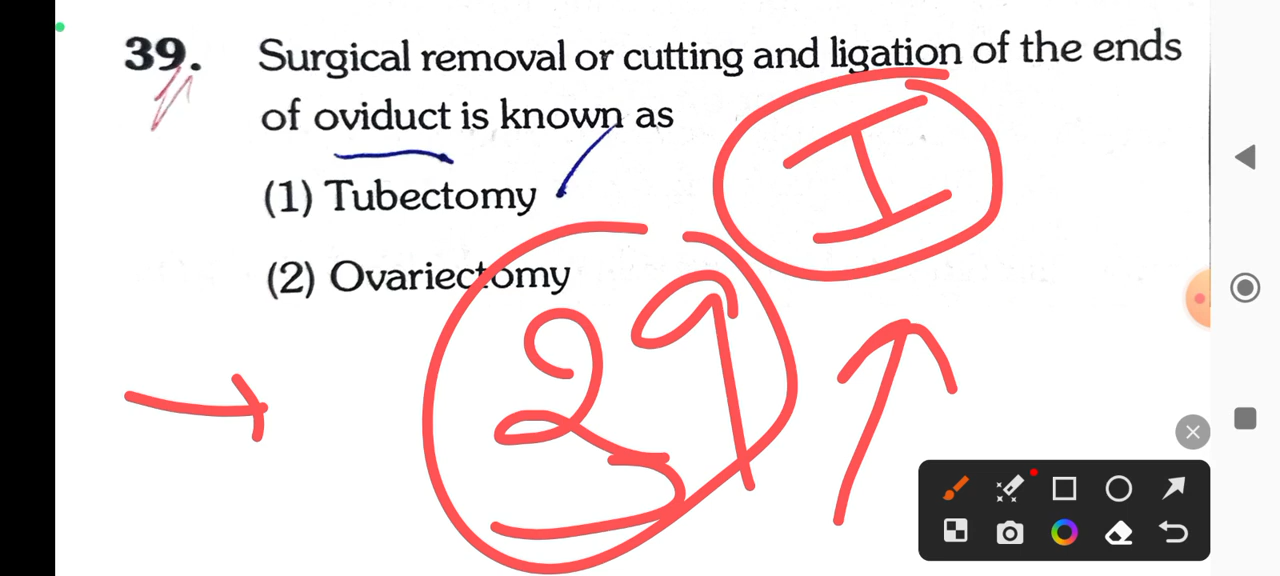 39. Surgical removal or cutting and ligation of the ends
of oviduct is known as
I
(1) Tubectomy
(2) Ovariectomy